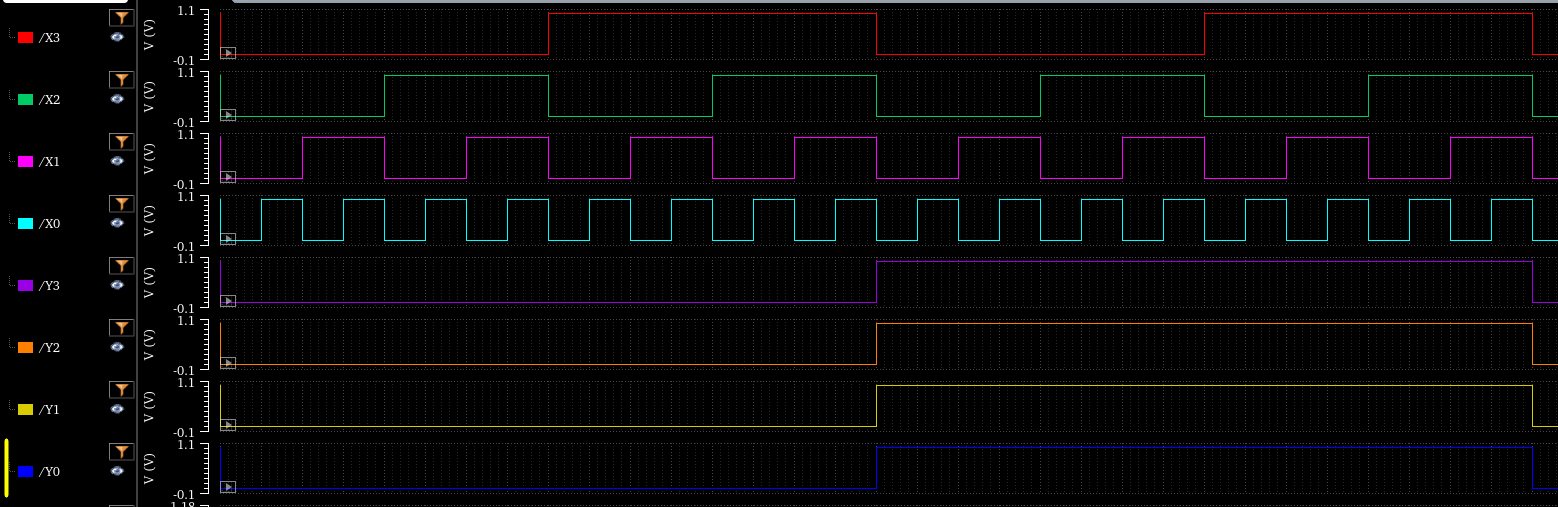 1.1
/X3
V (V)
-0.1
1.1
/X2
V (V)
-0.1
1.1
/X1
V (V)
-0.1
1.1
/X0
V (V)
-0.1
1.1
/Y3
V (V)
-0.1
1.1
/Y2
V (V)
-0.1
1.1
/Y1
V (V)
-0.1
1.1
/Y0
V (V)
-0.1
1.18